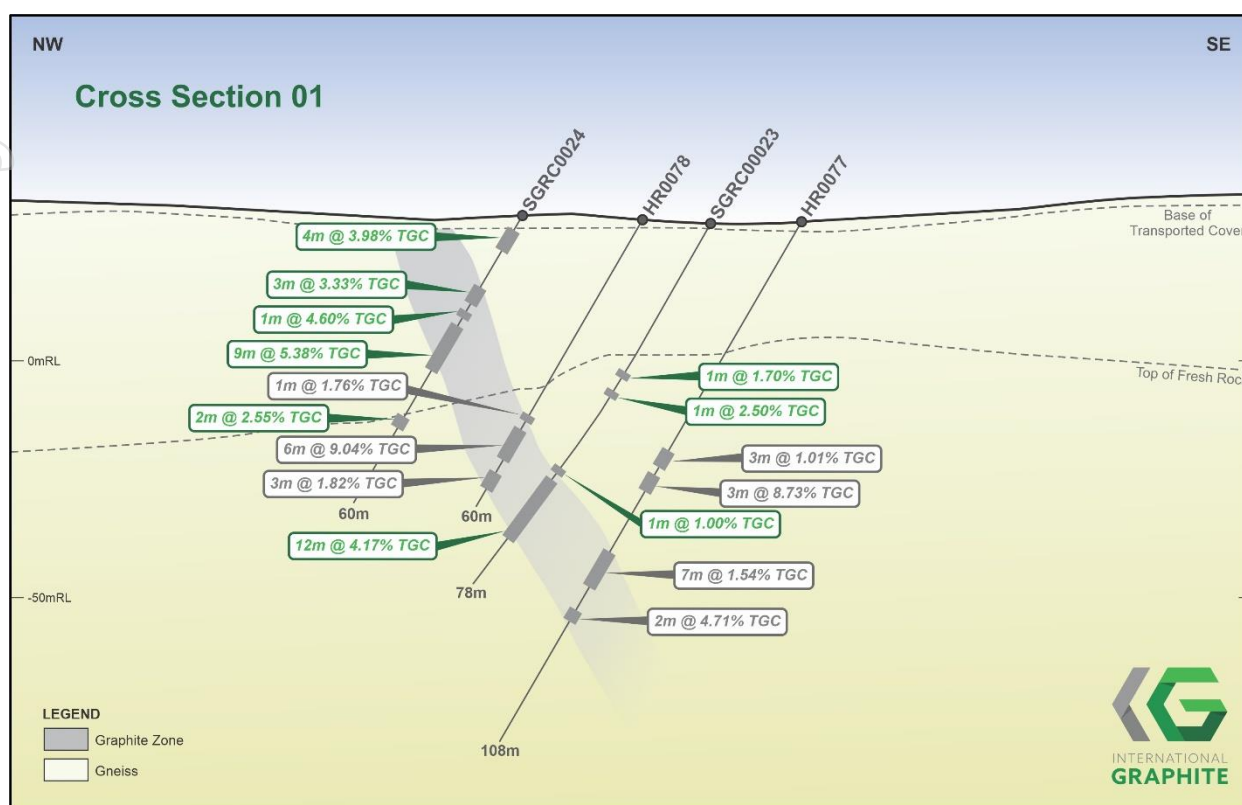 NW
SE
Cross Section 01
SGRC0024
HR0078
SGRC00023
HR0077
Base of
Transported Cover
4m @ 3.98% TGC
3m @ 3.33% TGC
1m @ 4.60% TGC
0mRL
9m @ 5.38% TGC
Top of Fresh Roc
1m @ 1.76% TGC
1m @ 1.70% TGC
2m @ 2.55% TGC
1m @ 2.50% TGC
6m @ 9.04% TGC
3m @ 1.01% TGC
3m @ 1.82% TGC
3m @ 8.73% TGC
60m
60m
1m @ 1.00% TGC
12m @ 4.17% TGC
7m @ 1.54% TGC
78m
-50mRL
2m @ 4.71% TGC
108m
LEGEND
Graphite Zone
Gneiss
INTERNATIONAL
GRAPHITE